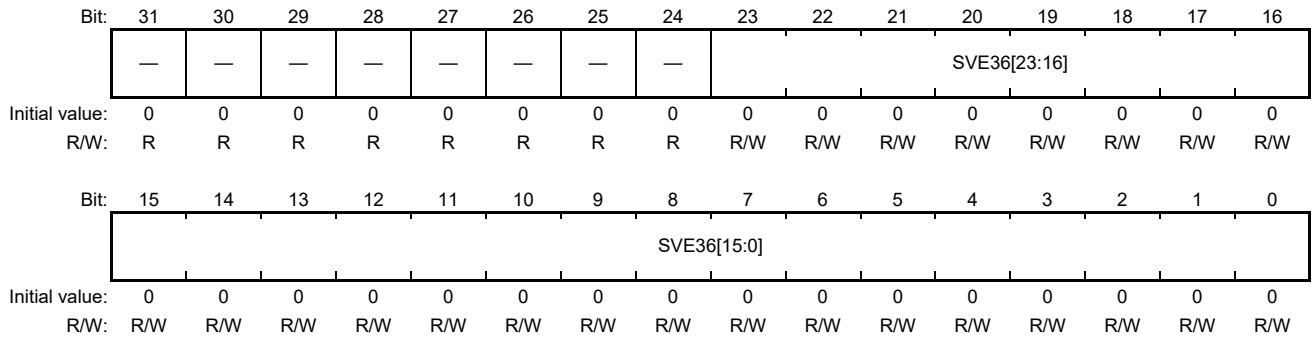 Bit: 31 30 29 28 27 26 25 24 23 22 21 20 19 18 17 16
— — — — — — — — SVE36[23:16]
Initial value: 0 0 0 0 0 0 0 0 0 0 0 0 0 0 0 0
R/W: R R R R R R R R R/W R/W R/W R/W R/W R/W R/W R/W
Bit: 15 14 13 12 11 10 9 8 7 6 5 4 3 2 1 0
SVE36[15:0]
Initial value: 0 0 0 0 0 0 0 0 0 0 0 0 0 0 0 0
R/W: R/W R/W R/W R/W R/W R/W R/W R/W R/W R/W R/W R/W R/W R/W R/W R/W